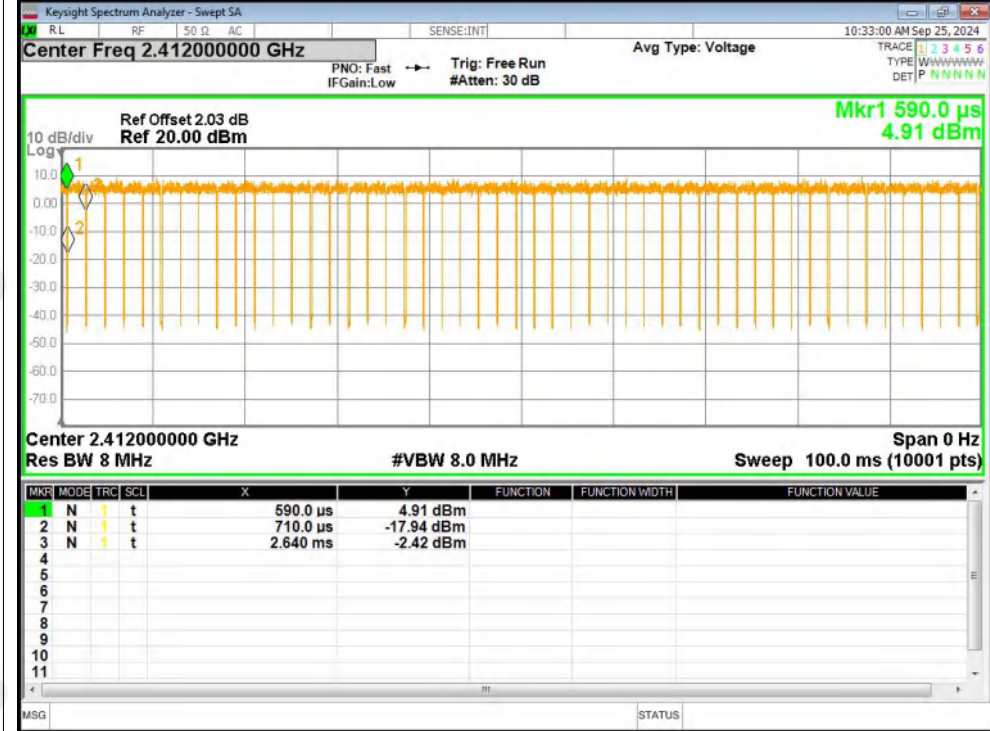 Keysight Spectrum Analyzer - Swept SA
LXI RL RF 50 Ω AC SENSE:INT 10:33:00 AM Sep 25, 2024
Center Freq 2.412000000 GHz Avg Type: Voltage TRACE 1 2 3 4 5 6
PNO: Fast Trig: Free Run TYPE WWWWWWW
IFGain:Low #Atten: 30 dB DET P N N N N N
Mkr1 590.0 µs
4.91 dBm
Ref Offset 2.03 dB
10 dB/div Ref 20.00 dBm
Log
1
10.0
0.00
-10.0
2
-20.0
-30.0
-40.0
-50.0
-60.0
-70.0
Center 2.412000000 GHz Span 0 Hz
Res BW 8 MHz #VBW 8.0 MHz Sweep 100.0 ms (10001 pts)
MKR MODE TRC SCL X Y FUNCTION FUNCTION WIDTH FUNCTION VALUE
1 N 1 t 590.0 µs 4.91 dBm
2 N 1 t 710.0 µs -17.94 dBm
3 N 1 t 2.640 ms -2.42 dBm
4
5
6
7
8
9
10
11
MSG STATUS